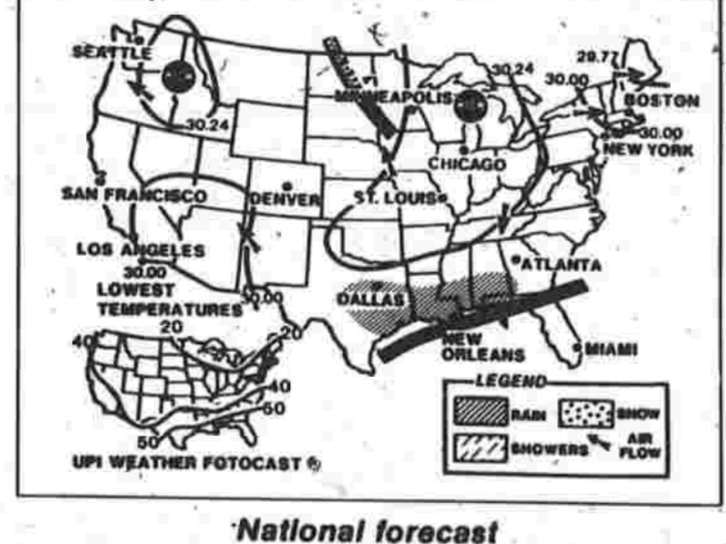 SEATTLE
30.24
29.77
30.00
MINNEAPOLIS
BOSTON
30.24
30.00
NEW YORK
CHICAGO
SAN FRANCISCO
DENVER
ST. LOUIS
LOS ANGELES
30.00
ATLANTA
LOWEST
TEMPERATURES
30.00
DALLAS
20
20
40
NEW
ORLEANS
MIAMI
LEGEND
40
50
RAIN
SNOW
50
SHOWERS
AIR
FLOW
UPI WEATHER FOTOCAST ©
National forecast